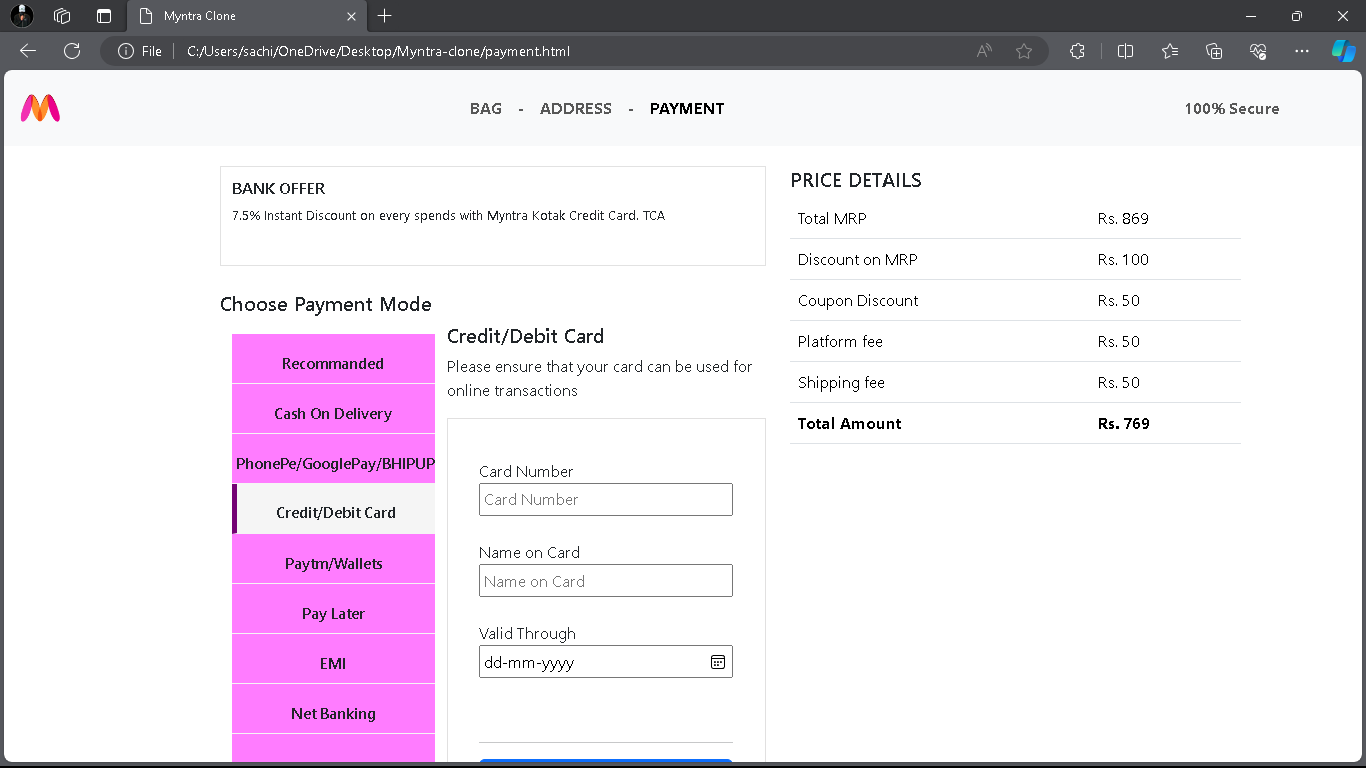 Myntra Clone
File
C:/Users/sachi/OneDrive/Desktop/Myntra-clone/payment.html
BAG - ADDRESS - PAYMENT
100% Secure
BANK OFFER
7.5% Instant Discount on every spends with Myntra Kotak Credit Card. TCA
Choose Payment Mode
Recommanded
Cash On Delivery
PhonePe/GooglePay/BHIPUP
Credit/Debit Card
Paytm/Wallets
Pay Later
EMI
Net Banking
Credit/Debit Card
Please ensure that your card can be used for
online transactions
Card Number
Card Number
Name on Card
Name on Card
Valid Through
dd-mm-yyyy
PRICE DETAILS
Total MRP Rs. 869
Discount on MRP Rs. 100
Coupon Discount Rs. 50
Platform fee Rs. 50
Shipping fee Rs. 50
Total Amount Rs. 769